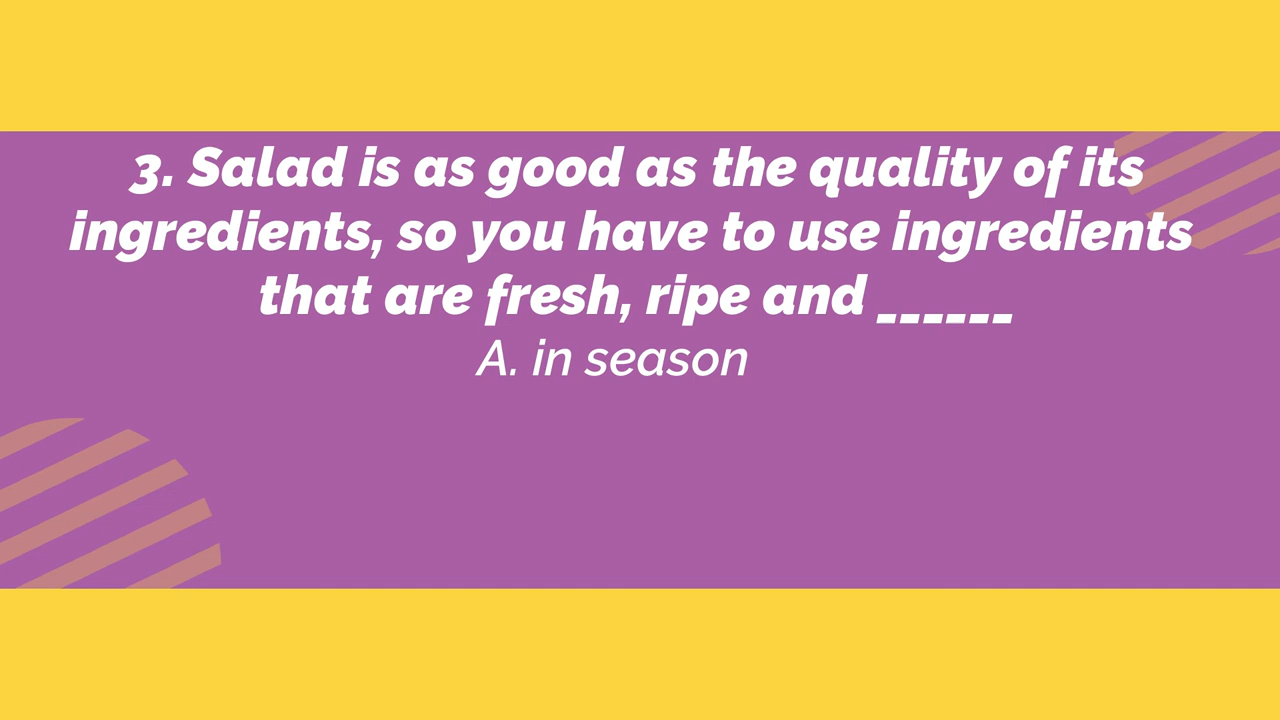 3. Salad is as good as the quality of its
ingredients, so you have to use ingredients
that are fresh, ripe and ______
A. in season